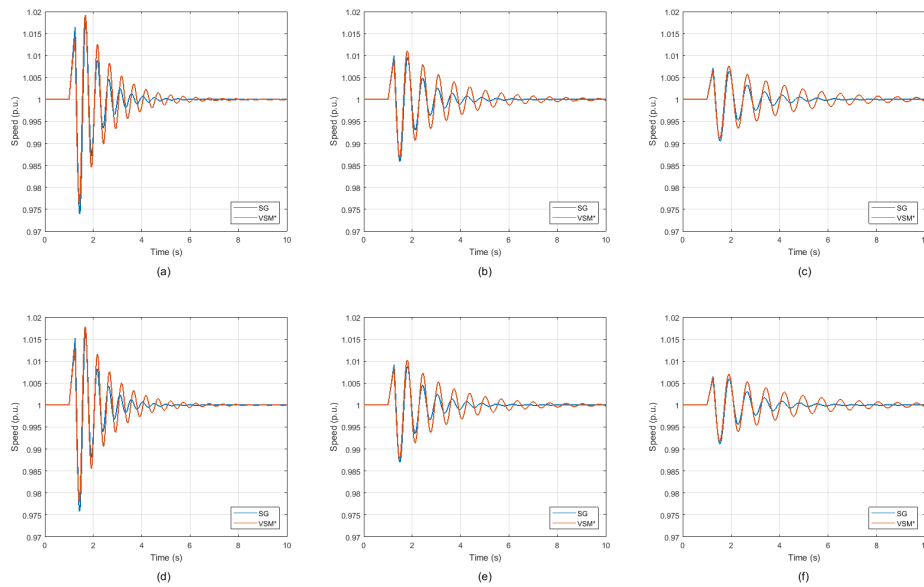 1.02
1.015
1.01
1.005
1
0.995
0.99
0.985
0.98
0.975
0.97
Speed (p.u.)
0 2 4 6 8 10
Time (s)
SG
VSM*
(a)
1.02
1.015
1.01
1.005
1
0.995
0.99
0.985
0.98
0.975
0.97
Speed (p.u.)
0 2 4 6 8 10
Time (s)
SG
VSM*
(b)
1.02
1.015
1.01
1.005
1
0.995
0.99
0.985
0.98
0.975
0.97
Speed (p.u.)
0 2 4 6 8 10
Time (s)
SG
VSM*
(c)
1.02
1.015
1.01
1.005
1
0.995
0.99
0.985
0.98
0.975
0.97
Speed (p.u.)
0 2 4 6 8 10
Time (s)
SG
VSM*
(d)
1.02
1.015
1.01
1.005
1
0.995
0.99
0.985
0.98
0.975
0.97
Speed (p.u.)
0 2 4 6 8 10
Time (s)
SG
VSM*
(e)
1.02
1.015
1.01
1.005
1
0.995
0.99
0.985
0.98
0.975
0.97
Speed (p.u.)
0 2 4 6 8 10
Time (s)
SG
VSM*
(f)